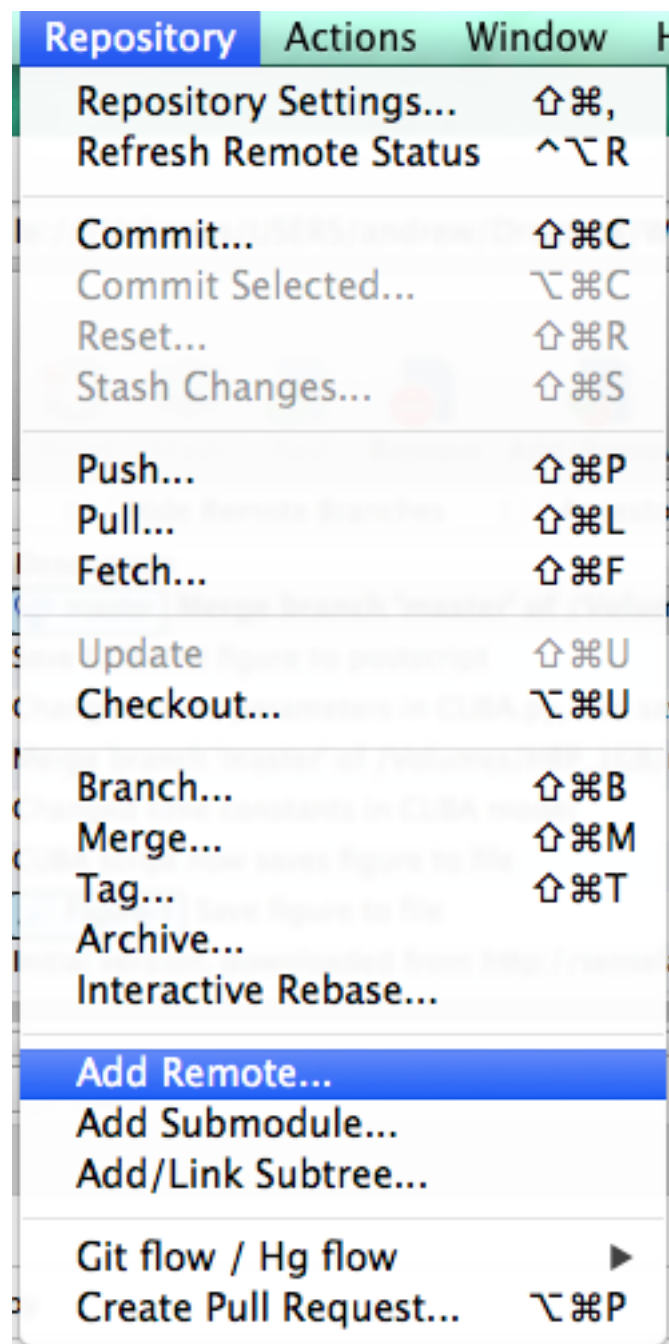 Repository Actions Window
Repository Settings... ⇧⌘,
Refresh Remote Status ^⌥R
Commit... ⇧⌘C
Commit Selected... ⌥⌘C
Reset... ⇧⌘R
Stash Changes... ⇧⌘S
Push... ⇧⌘P
Pull... ⇧⌘L
Fetch... ⇧⌘F
Update ⇧⌘U
Checkout... ⌥⌘U
Branch... ⇧⌘B
Merge... ⇧⌘M
Tag... ⇧⌘T
Archive...
Interactive Rebase...
Add Remote...
Add Submodule...
Add/Link Subtree...
Git flow / Hg flow ▶
Create Pull Request... ⌥⌘P